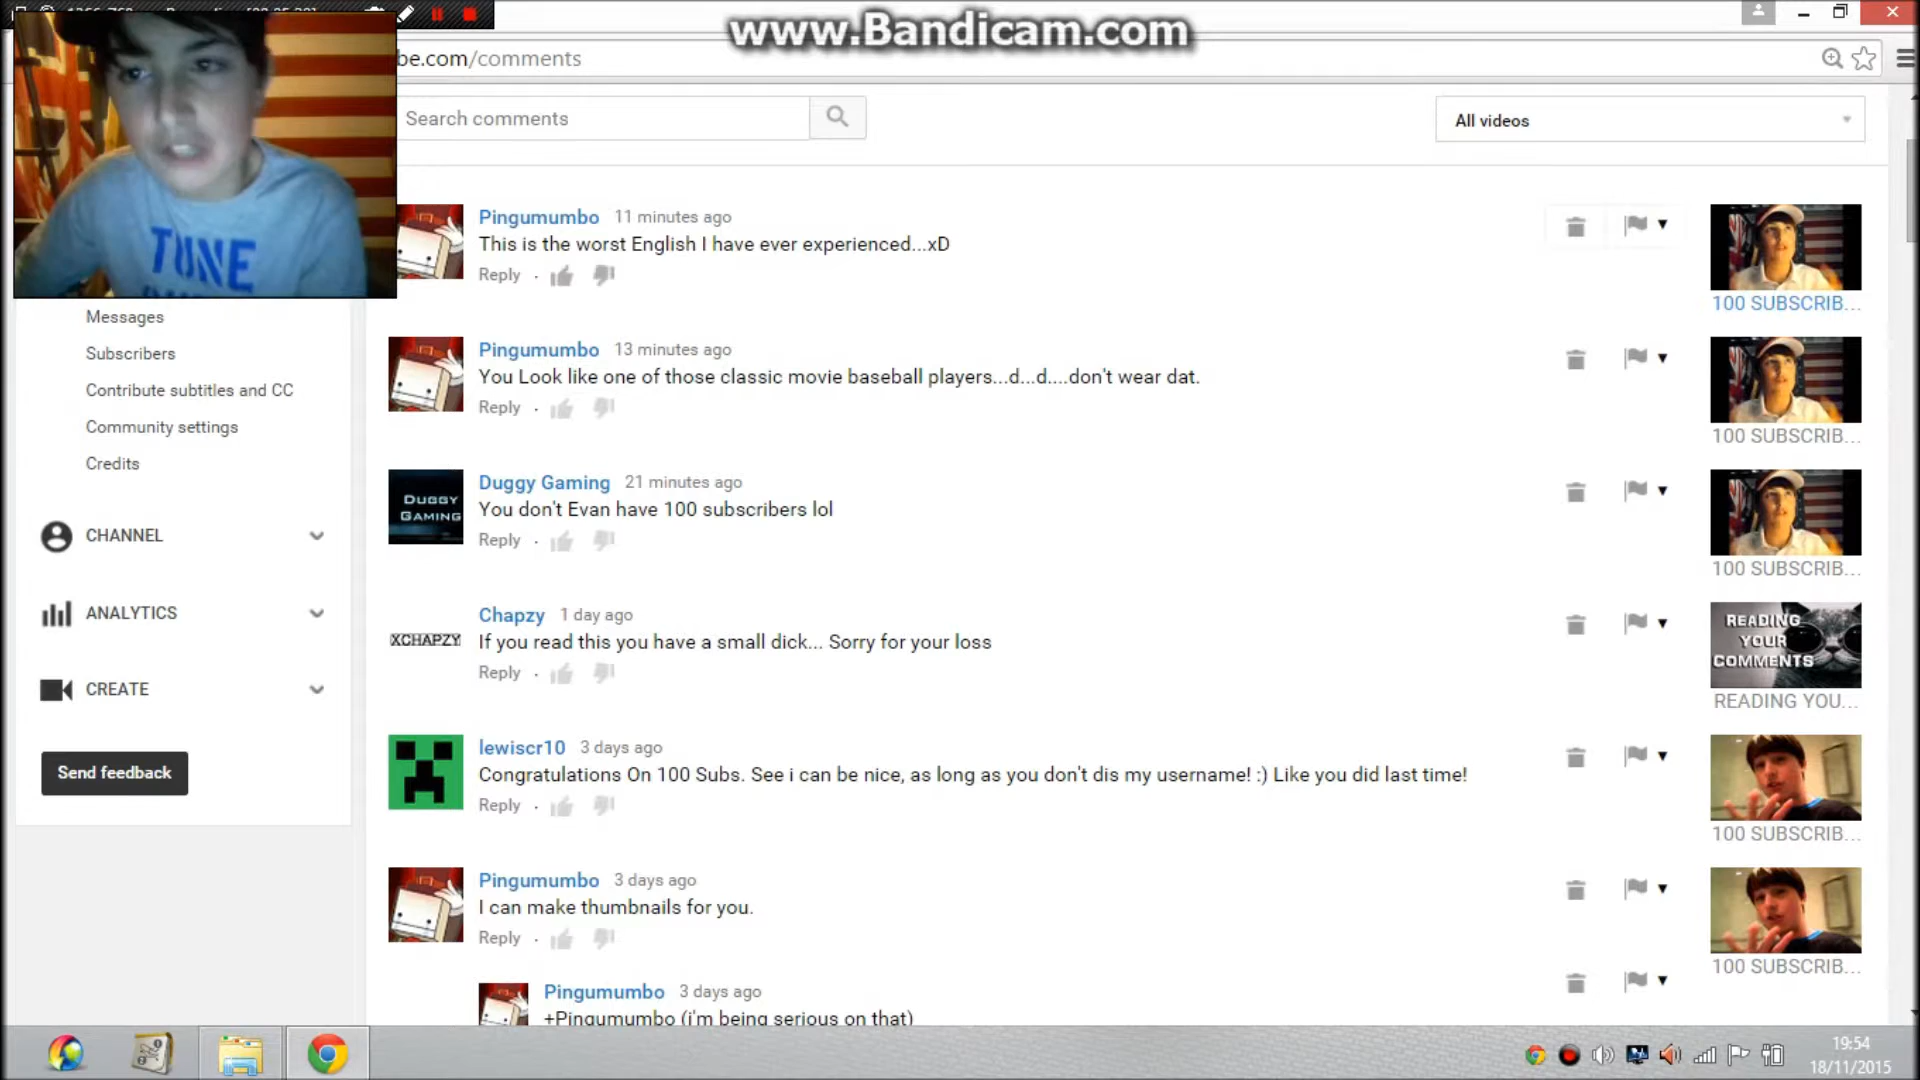 www.Bandicam.com
be.com/comments
Search comments
All videos
Pingumumbo 11 minutes ago
This is the worst English I have ever experienced...xD
Reply
100 SUBSCRIB...
TUNE
Messages
Subscribers
Contribute subtitles and CC
Community settings
Credits
CHANNEL
ANALYTICS
CREATE
Send feedback
Pingumumbo 13 minutes ago
You Look like one of those classic movie baseball players...d...d....don't wear dat.
Reply
100 SUBSCRIB...
DUGGY
GAMING
Duggy Gaming 21 minutes ago
You don't Evan have 100 subscribers lol
Reply
100 SUBSCRIB...
XCHAPZY
Chapzy 1 day ago
If you read this you have a small dick... Sorry for your loss
Reply
READING
YOUR
COMMENTS
READING YOU...
lewiscr10 3 days ago
Congratulations On 100 Subs. See i can be nice, as long as you don't dis my username! :) Like you did last time!
Reply
100 SUBSCRIB...
Pingumumbo 3 days ago
I can make thumbnails for you.
Reply
100 SUBSCRIB...
Pingumumbo 3 days ago
+Pingumumbo (i'm being serious on that)
19:54
18/11/2015